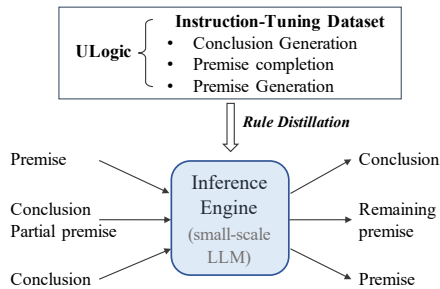 Instruction-Tuning Dataset
ULogic
• Conclusion Generation
• Premise completion
• Premise Generation
Rule Distillation
Premise
Conclusion
Partial premise
Conclusion
Inference
Engine
(small-scale
LLM)
Conclusion
Remaining
premise
Premise